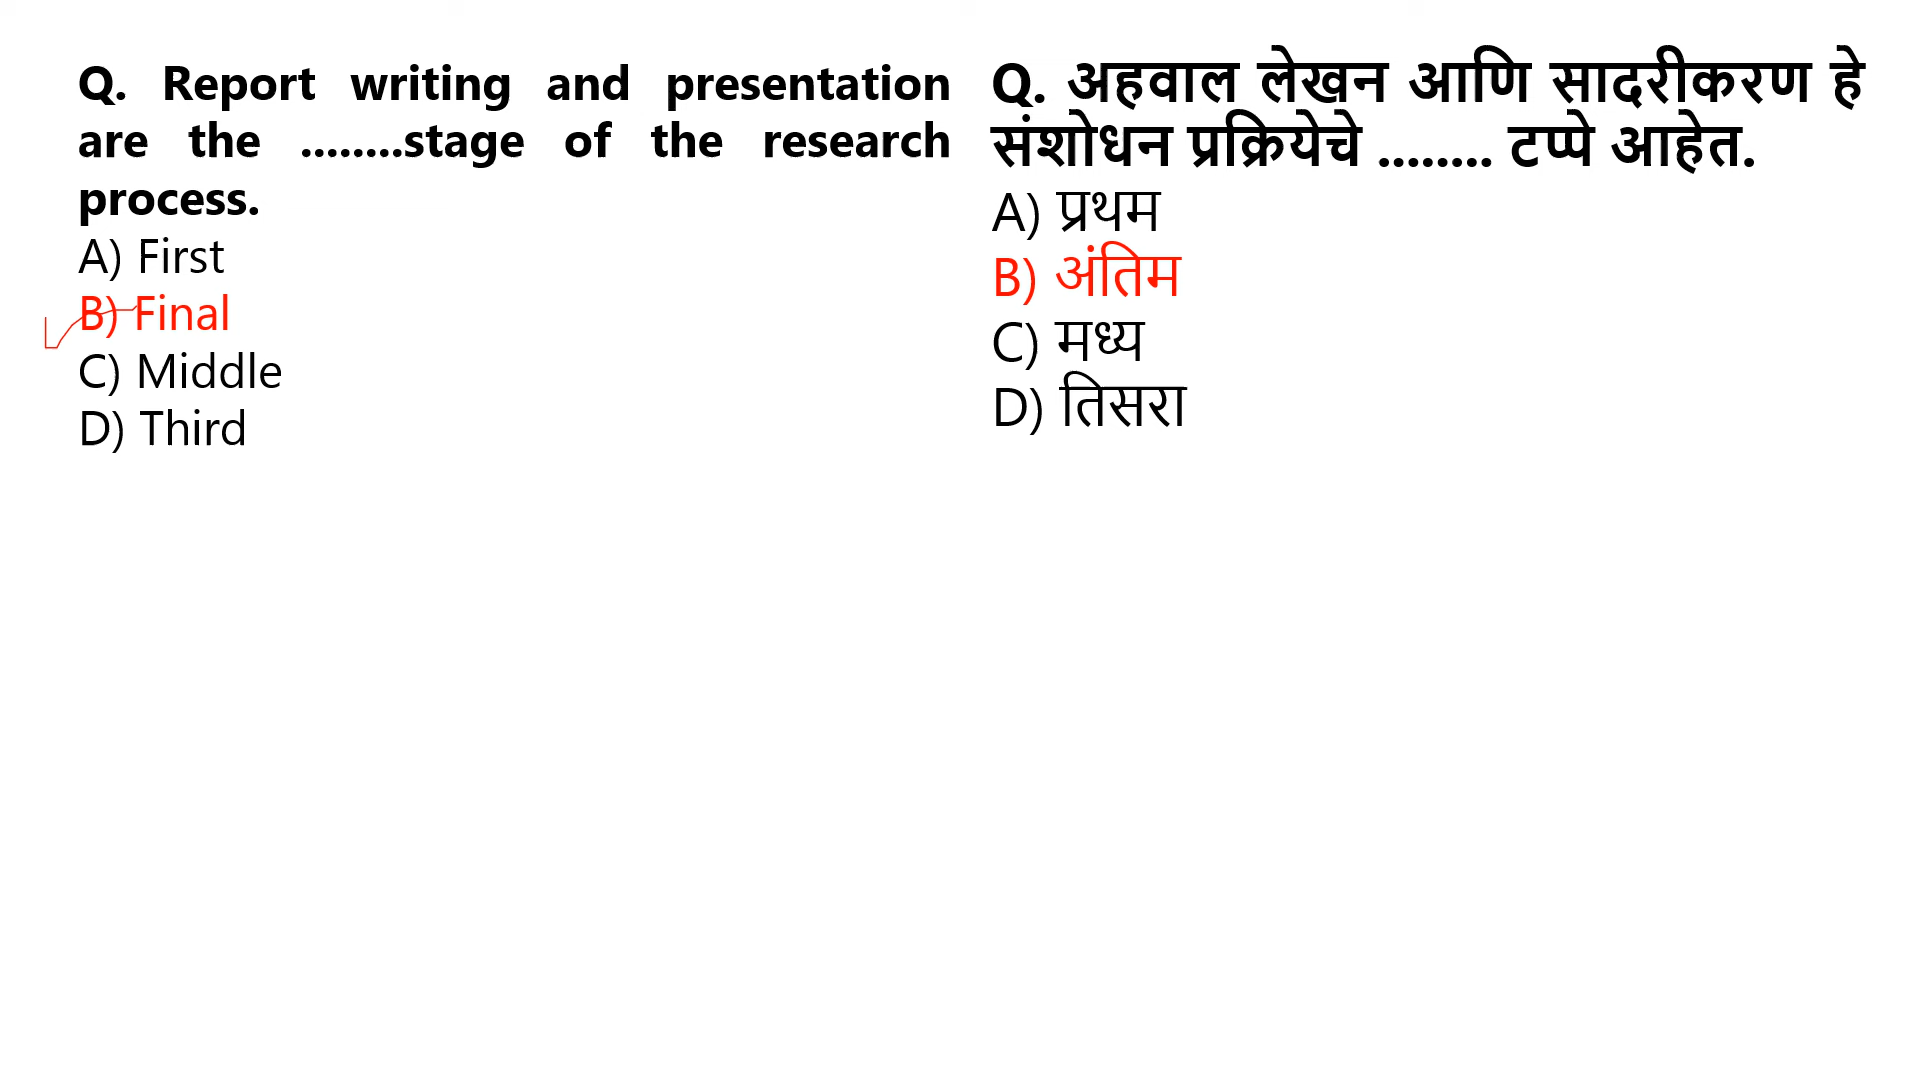 Q. Report writing and presentation
are the ........stage of the research
process.
A) First
B) Final
C) Middle
D) Third
Q. अहवाल लेखन आणि सादरीकरण हे
संशोधन प्रक्रियेचे ........ टप्पे आहेत.
A) प्रथम
B) अंतिम
C) मध्य
D) तिसरा